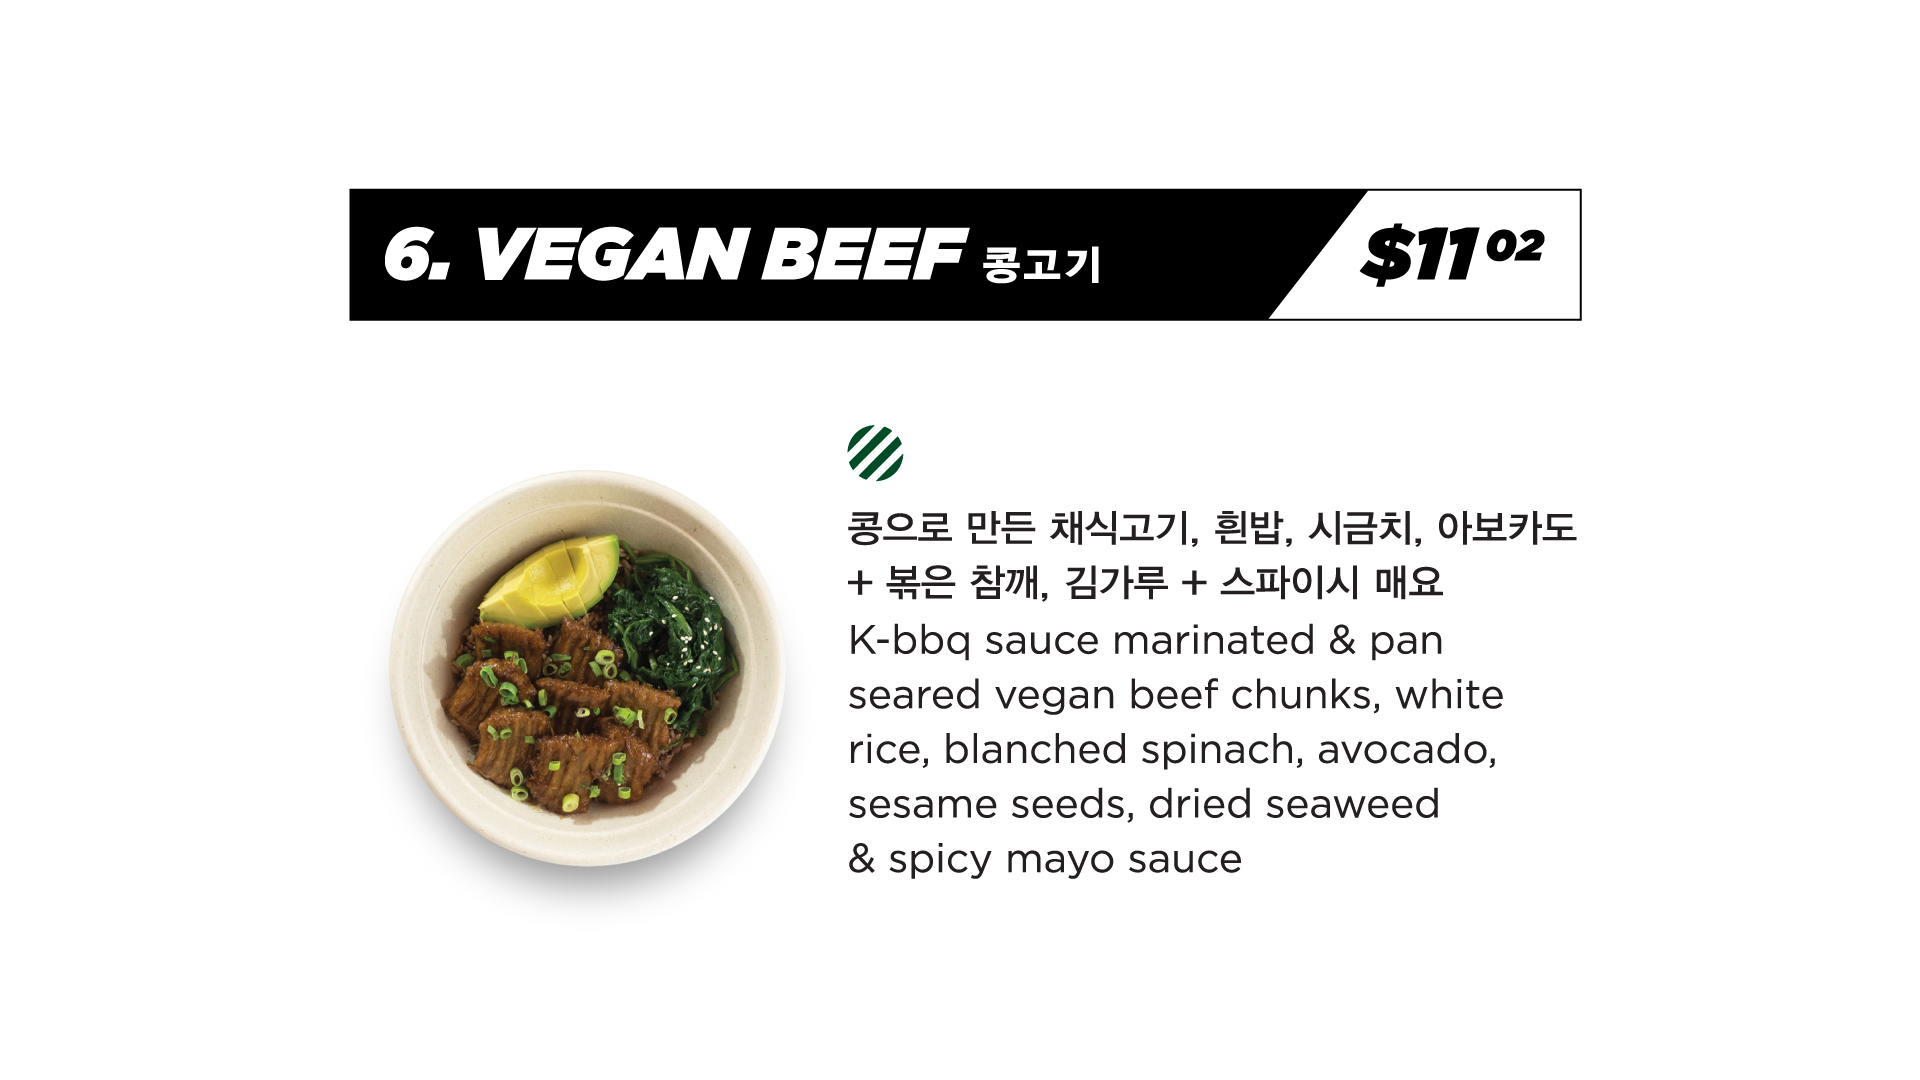 6. VEGAN BEEF 콩고기 $11 02
콩으로 만든 채식고기, 흰밥, 시금치, 아보카도
+ 볶은 참깨, 김가루 + 스파이시 매요
K-bbq sauce marinated & pan
seared vegan beef chunks, white
rice, blanched spinach, avocado,
sesame seeds, dried seaweed
& spicy mayo sauce